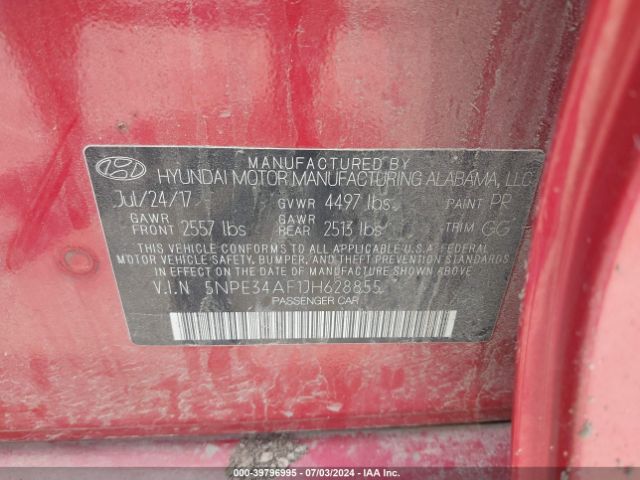 MANUFACTURED BY
HYUNDAI MOTOR MANUFACTURING ALABAMA, LLC
Jul/24/17 GVWR 4497 lbs PAINT PR
GAWR FRONT 2557 lbs GAWR REAR 2513 lbs TRIM GG
THIS VEHICLE CONFORMS TO ALL APPLICABLE U.S. FEDERAL
MOTOR VEHICLE SAFETY, BUMPER, AND THEFT PREVENTION STANDARDS
IN EFFECT ON THE DATE OF MANUFACTURE SHOWN ABOVE.
V.I.N 5NPE34AF1JH628855
PASSENGER CAR
© 39796995 - 07/03/2024 - IAA Inc.